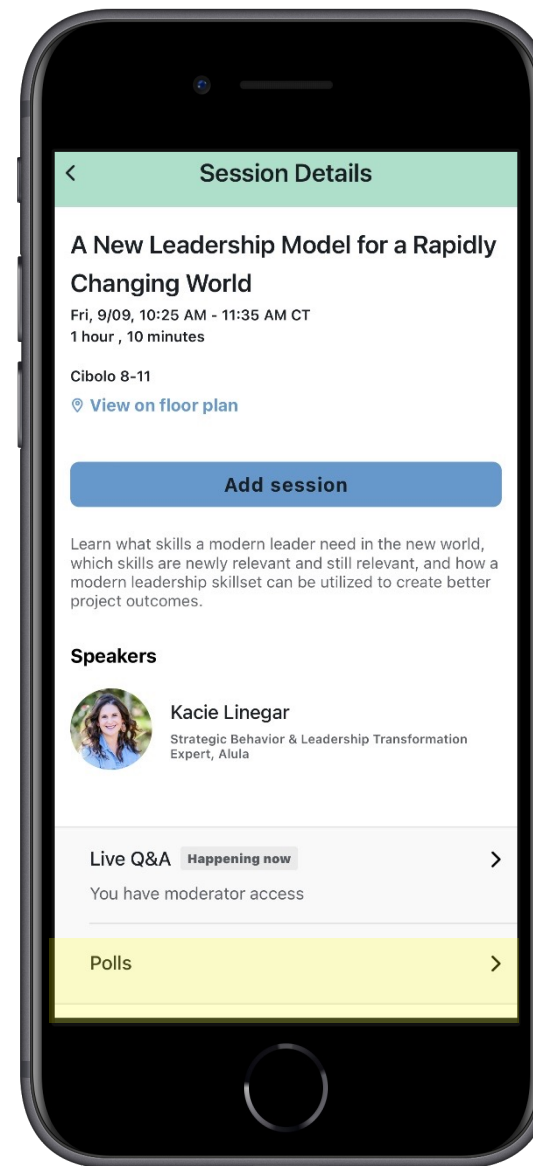 Session Details
A New Leadership Model for a Rapidly
Changing World
Fri, 9/09, 10:25 AM - 11:35 AM CT
1 hour , 10 minutes
Cibolo 8-11
View on floor plan
Add session
Learn what skills a modern leader need in the new world,
which skills are newly relevant and still relevant, and how a
modern leadership skillset can be utilized to create better
project outcomes.
Speakers
Kacie Linegar
Strategic Behavior & Leadership Transformation
Expert, Alula
Live Q&A Happening now
You have moderator access
Polls